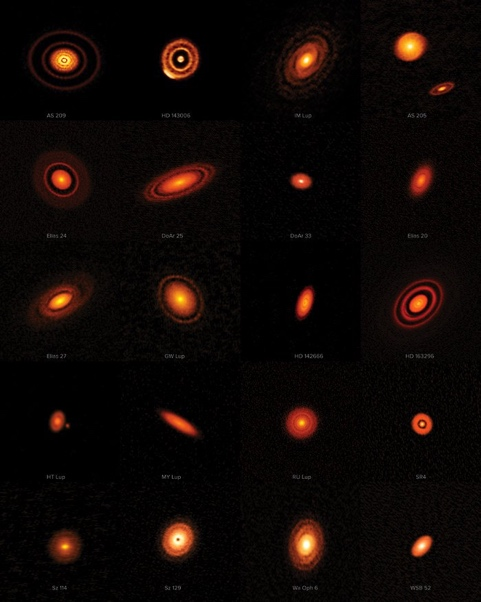 AS 209
HD 143006
IM Lup
AS 205
Elias 24
DoAr 25
DoAr 33
Elias 20
Elias 27
GW Lup
HD 142666
HD 163296
HT Lup
MY Lup
RU Lup
SR4
Sz 114
Sz 129
Wa Oph 6
WSB 52